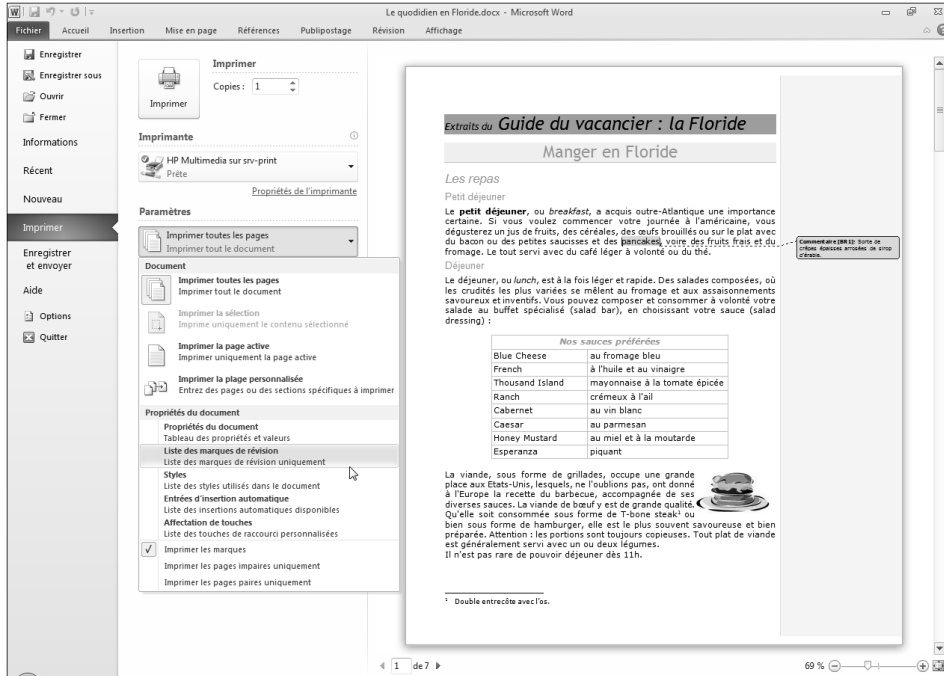 Le quodidien en Floride.docx - Microsoft Word
Fichier Accueil Insertion Mise en page Références Publipostage Révision Affichage
Enregistrer
Enregistrer sous
Ouvrir
Fermer
Informations
Récent
Nouveau
Imprimer
Enregistrer
et envoyer
Aide
Options
Quitter
Imprimer
Copies : 1
Imprimer
Imprimante
HP Multimedia sur srv-print
Prête
Propriétés de l'imprimante
Paramètres
Imprimer toutes les pages
Imprimer tout le document
Document
Imprimer toutes les pages
Imprimer tout le document
Imprimer la sélection
Imprime uniquement le contenu sélectionné
Imprimer la page active
Imprimer uniquement la page active
Imprimer la plage personnalisée
Entrez des pages ou des sections spécifiques à imprimer
Propriétés du document
Propriétés du document
Tableau des propriétés et valeurs
Liste des marques de révision
Liste des marques de révision uniquement
Styles
Liste des styles utilisés dans le document
Entrées d'insertion automatique
Liste des insertions automatiques disponibles
Affectation de touches
Liste des touches de raccourci personnalisées
Imprimer les marques
Imprimer les pages impaires uniquement
Imprimer les pages paires uniquement
Extraits du Guide du vacancier : la Floride
Manger en Floride
Les repas
Petit déjeuner
Le petit déjeuner, ou breakfast, a acquis outre-Atlantique une importance
certaine. Si vous voulez commencer votre journée à l'américaine, vous
dégusterez un jus de fruits, des céréales, des œufs brouillés ou sur le plat avec
du bacon ou des petites saucisses et des pancakes, voire des fruits frais et du
fromage. Le tout servi avec du café léger à volonté ou du thé.
Commentaire [BR1]: Sorte de
crêpes épaisses arrosées de sirop
d'érable.
Déjeuner
Le déjeuner, ou lunch, est à la fois léger et rapide. Des salades composées, où
les crudités les plus variées se mêlent au fromage et aux assaisonnements
savoureux et inventifs. Vous pouvez composer et consommer à volonté votre
salade au buffet spécialisé (salad bar), en choisissant votre sauce (salad
dressing) :
Nos sauces préférées
Blue Cheese au fromage bleu
French à l'huile et au vinaigre
Thousand Island mayonnaise à la tomate épicée
Ranch crémeux à l'ail
Cabernet au vin blanc
Caesar au parmesan
Honey Mustard au miel et à la moutarde
Esperanza piquant
La viande, sous forme de grillades, occupe une grande
place aux Etats-Unis, lesquels, ne l'oublions pas, ont donné
à l'Europe la recette du barbecue, accompagnée de ses
diverses sauces. La viande de bœuf y est de grande qualité.
Qu'elle soit consommée sous forme de T-bone steak¹ ou
bien sous forme de hamburger, elle est le plus souvent savoureuse et bien
préparée. Attention : les portions sont toujours copieuses. Tout plat de viande
est généralement servi avec un ou deux légumes.
Il n'est pas rare de pouvoir déjeuner dès 11h.
¹ Double entrecôte avec l'os.
1 de 7
69 %